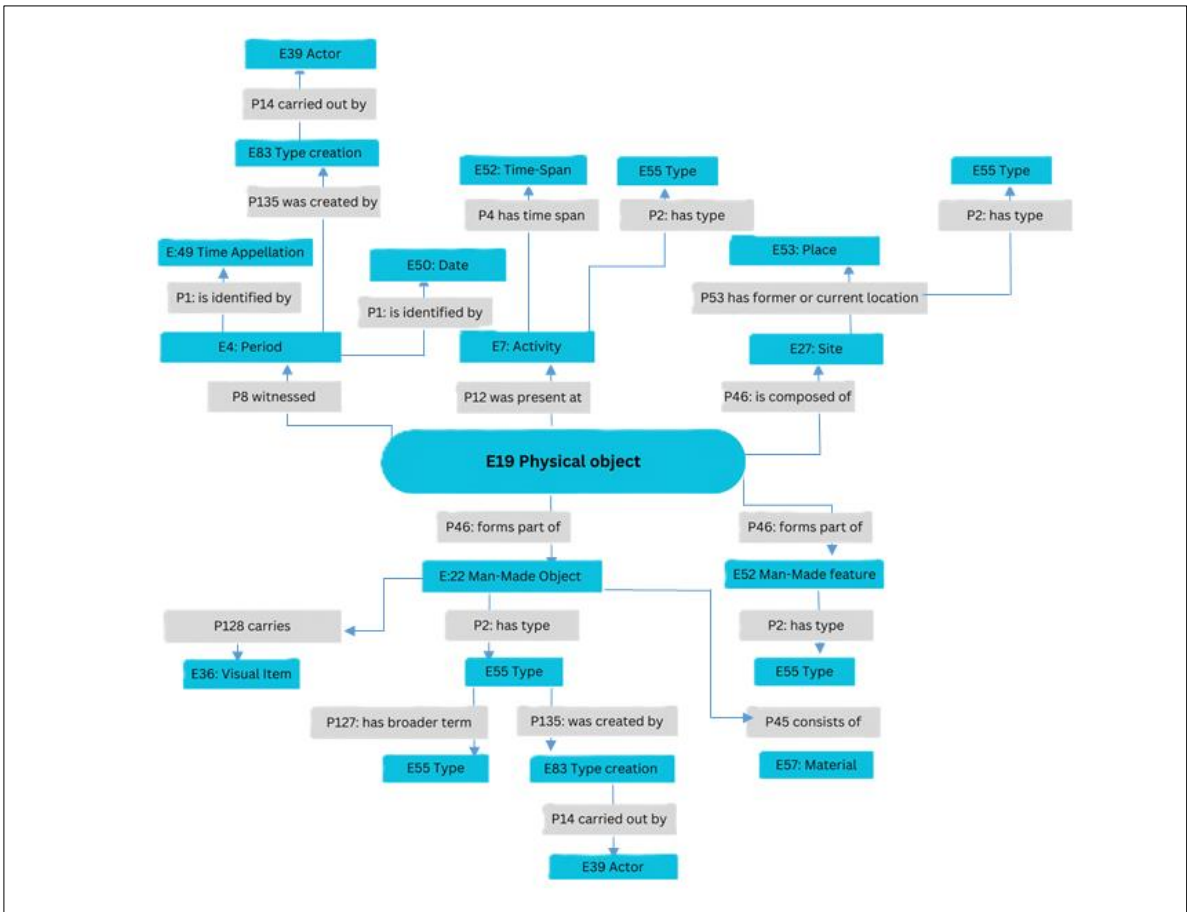 E39 Actor
P14 carried out by
E83 Type creation
E52: Time-Span
E55 Type
E55 Type
P135 was created by
P4 has time span
P2: has type
P2: has type
E:49 Time Appellation
E50: Date
E53: Place
P1: is identified by
P1: is identified by
P53 has former or current location
E4: Period
E7: Activity
E27: Site
P8 witnessed
P12 was present at
P46: is composed of
E19 Physical object
P46: forms part of
P46: forms part of
E:22 Man-Made Object
E52 Man-Made feature
P128 carries
P2: has type
P2: has type
E36: Visual Item
E55 Type
E55 Type
P127: has broader term
P135: was created by
P45 consists of
E55 Type
E83 Type creation
E57: Material
P14 carried out by
E39 Actor